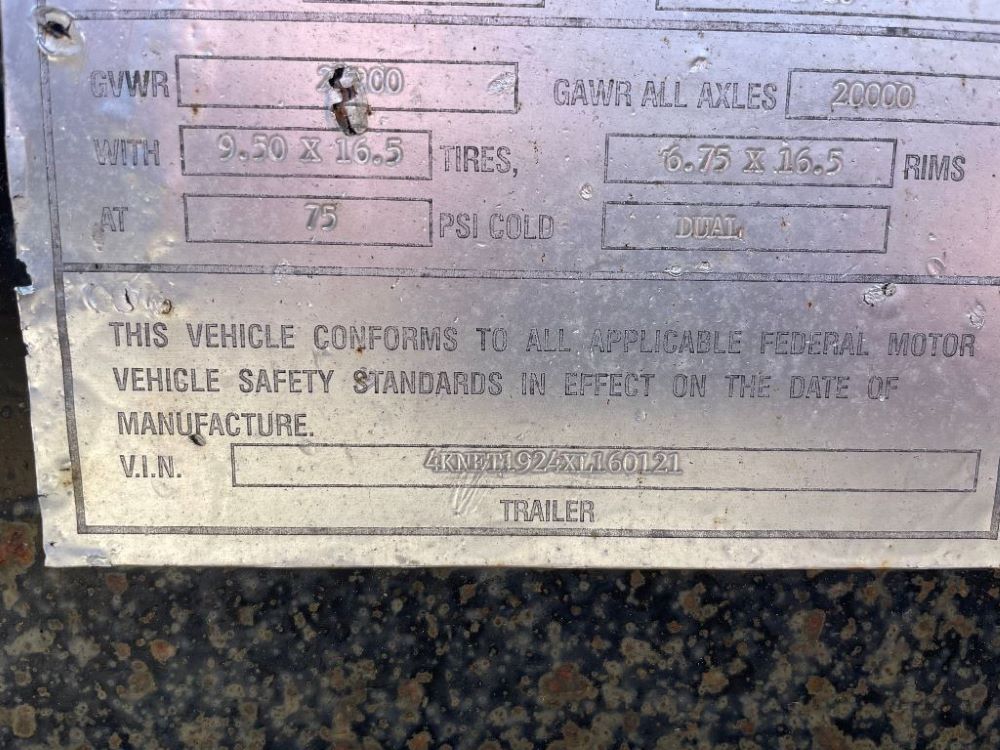 GVWR GAWR ALL AXLES 20000
WITH 9.50 X 16.5 TIRES, 6.75 X 16.5 RIMS
AT 75 PSI COLD DUAL
THIS VEHICLE CONFORMS TO ALL APPLICABLE FEDERAL MOTOR
VEHICLE SAFETY STANDARDS IN EFFECT ON THE DATE OF
MANUFACTURE.
V.I.N. 4KNFT1924XL160121
TRAILER